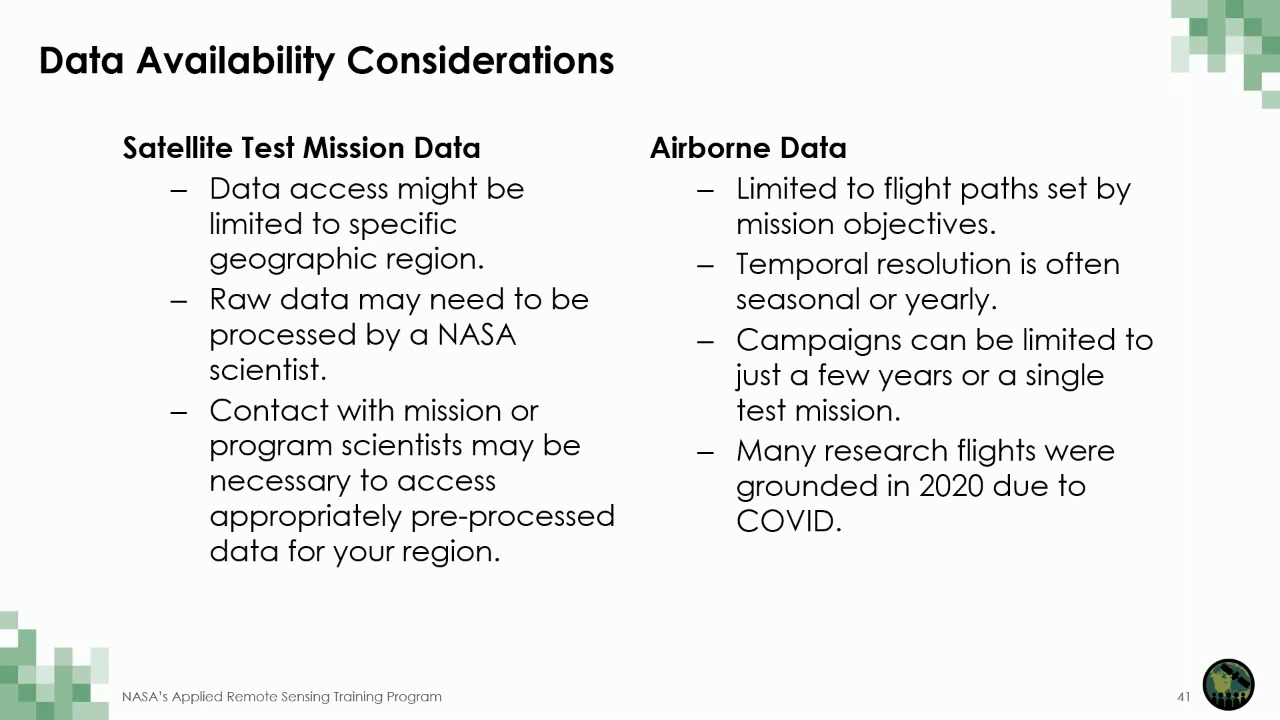 Data Availability Considerations
Satellite Test Mission Data
– Data access might be
limited to specific
geographic region.
– Raw data may need to be
processed by a NASA
scientist.
– Contact with mission or
program scientists may be
necessary to access
appropriately pre-processed
data for your region.
Airborne Data
– Limited to flight paths set by
mission objectives.
– Temporal resolution is often
seasonal or yearly.
– Campaigns can be limited to
just a few years or a single
test mission.
– Many research flights were
grounded in 2020 due to
COVID.
NASA's Applied Remote Sensing Training Program
41